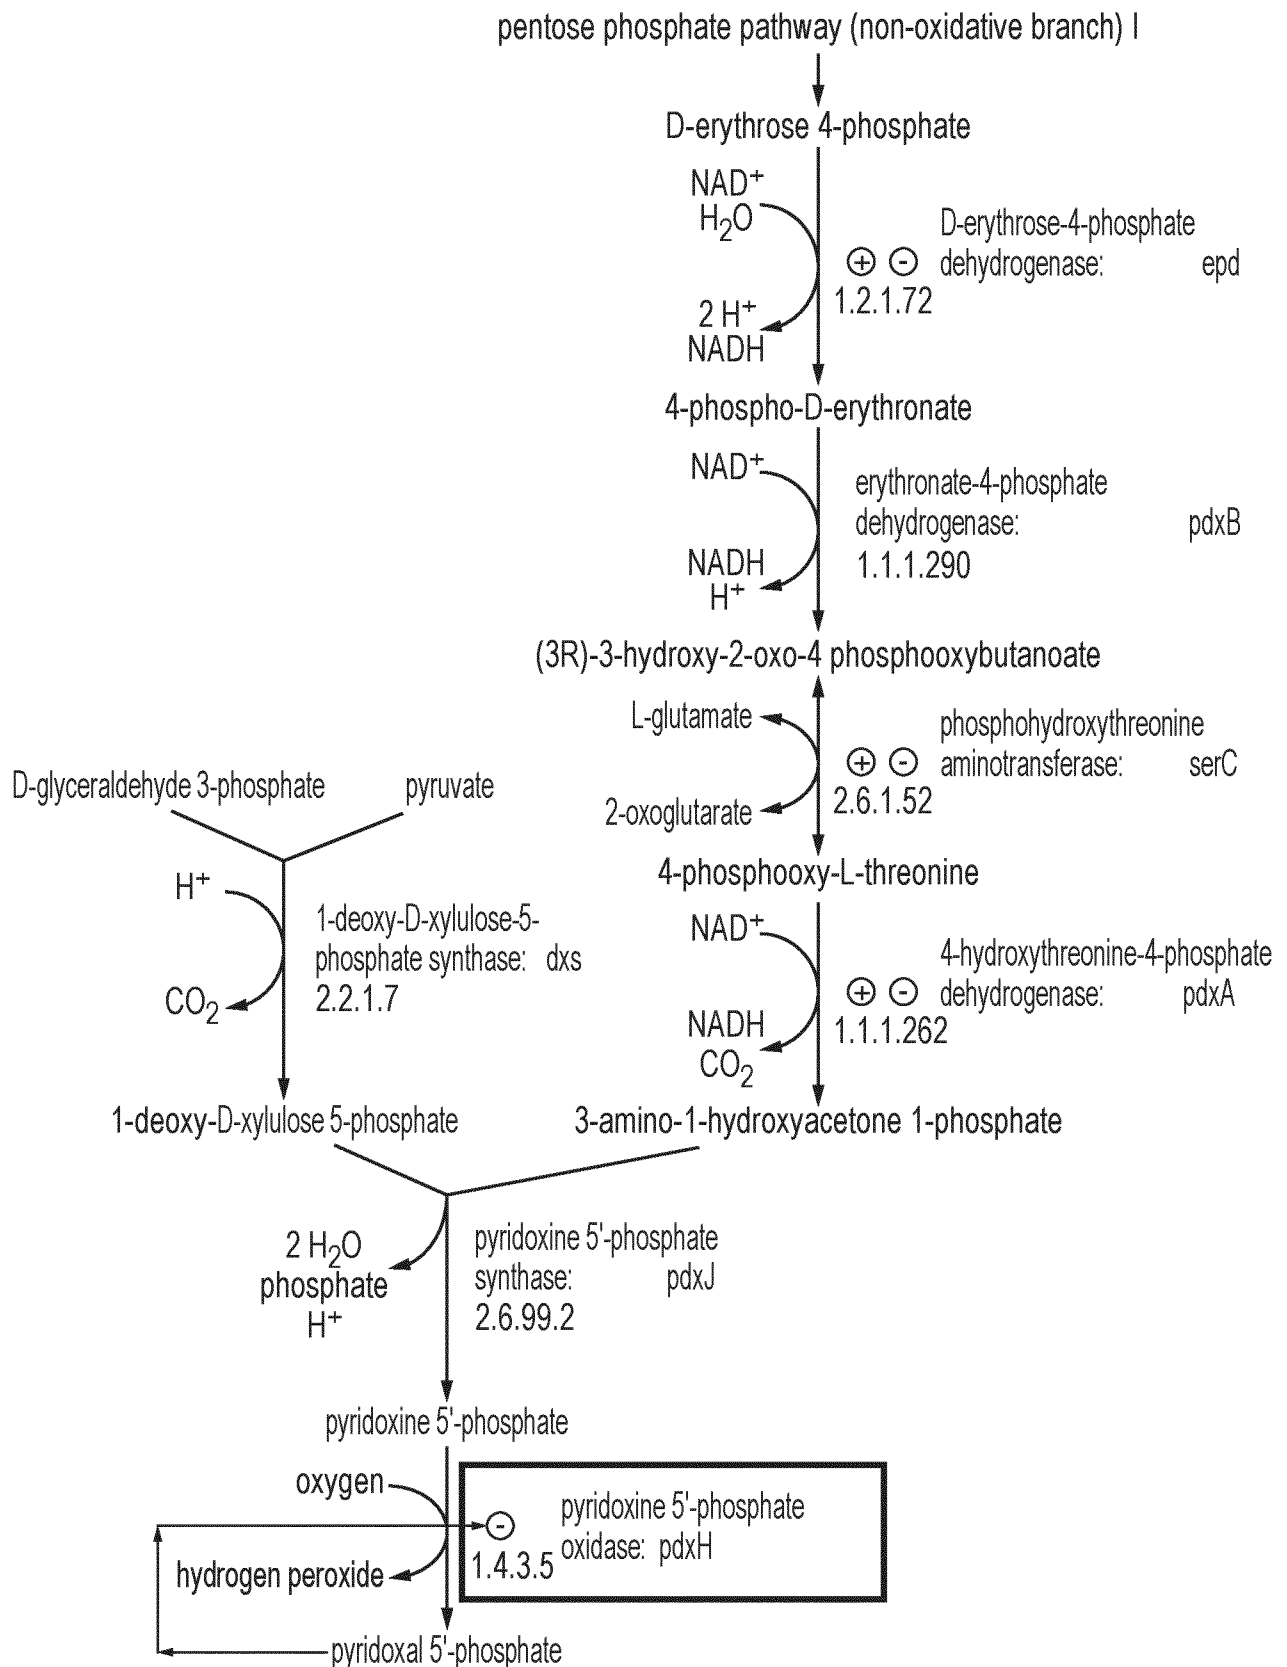 pentose phosphate pathway (non-oxidative branch) I
D-erythrose 4-phosphate
NAD+
H2O
D-erythrose-4-phosphate
dehydrogenase: epd
+ -
1.2.1.72
2 H+
NADH
4-phospho-D-erythronate
NAD+
erythronate-4-phosphate
dehydrogenase: pdxB
1.1.1.290
NADH
H+
(3R)-3-hydroxy-2-oxo-4 phosphooxybutanoate
L-glutamate
phosphohydroxythreonine
aminotransferase: serC
+ -
2.6.1.52
2-oxoglutarate
4-phosphooxy-L-threonine
D-glyceraldehyde 3-phosphate pyruvate
H+
1-deoxy-D-xylulose-5-
phosphate synthase: dxs
2.2.1.7
CO2
NAD+
4-hydroxythreonine-4-phosphate
dehydrogenase: pdxA
+ -
1.1.1.262
NADH
CO2
1-deoxy-D-xylulose 5-phosphate
3-amino-1-hydroxyacetone 1-phosphate
2 H2O
phosphate
H+
pyridoxine 5'-phosphate
synthase: pdxJ
2.6.99.2
pyridoxine 5'-phosphate
oxygen
pyridoxine 5'-phosphate
oxidase: pdxH
-
1.4.3.5
hydrogen peroxide
pyridoxal 5'-phosphate